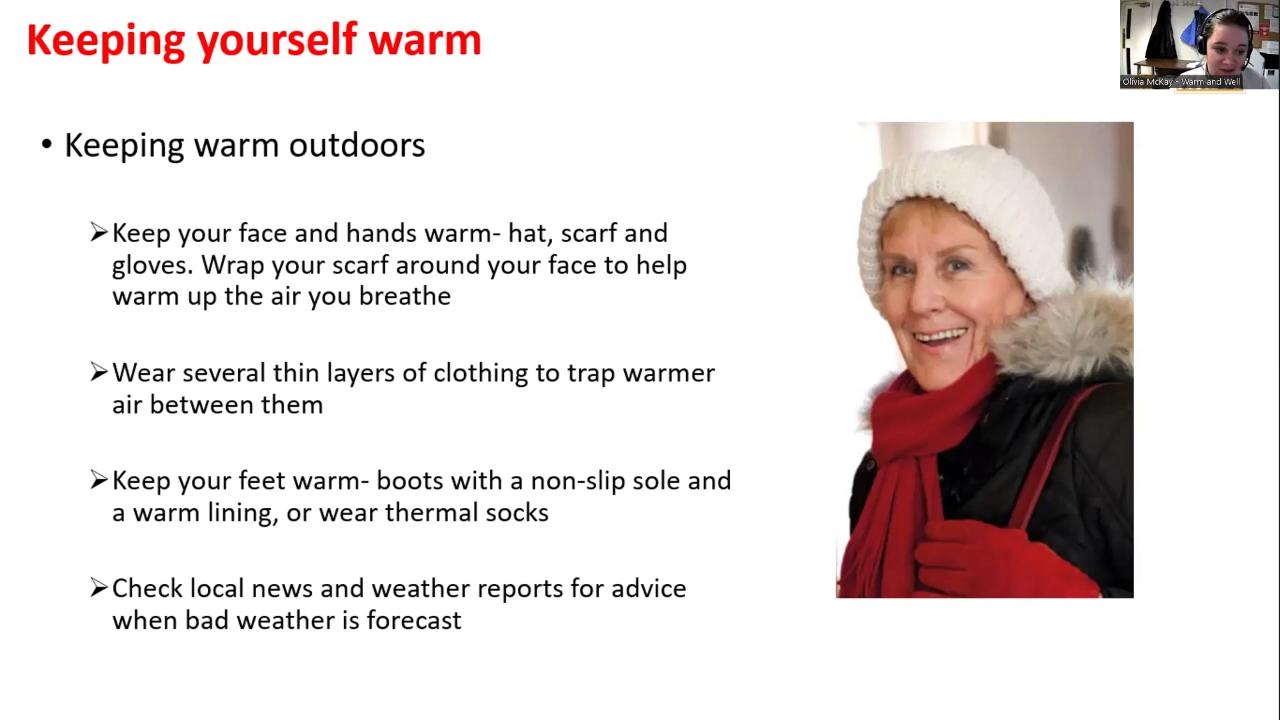 Keeping yourself warm
Olivia McKay - Warm and Well
• Keeping warm outdoors
➢Keep your face and hands warm- hat, scarf and
gloves. Wrap your scarf around your face to help
warm up the air you breathe
➢Wear several thin layers of clothing to trap warmer
air between them
➢Keep your feet warm- boots with a non-slip sole and
a warm lining, or wear thermal socks
➢Check local news and weather reports for advice
when bad weather is forecast